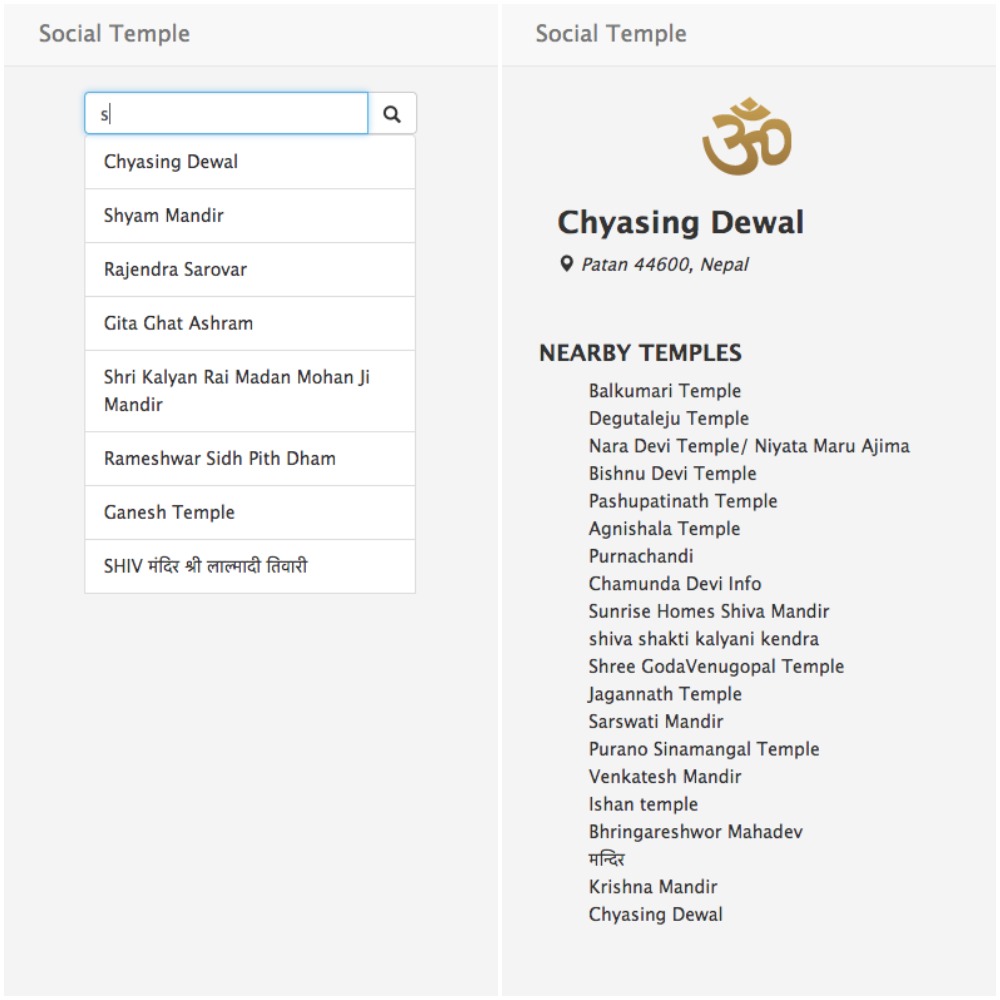 Social Temple
s
Chyasing Dewal
Shyam Mandir
Rajendra Sarovar
Gita Ghat Ashram
Shri Kalyan Rai Madan Mohan Ji
Mandir
Rameshwar Sidh Pith Dham
Ganesh Temple
SHIV मंदिर श्री लाल्मादी तिवारी
Social Temple
ॐ
Chyasing Dewal
Patan 44600, Nepal
NEARBY TEMPLES
Balkumari Temple
Degutaleju Temple
Nara Devi Temple/ Niyata Maru Ajima
Bishnu Devi Temple
Pashupatinath Temple
Agnishala Temple
Purnachandi
Chamunda Devi Info
Sunrise Homes Shiva Mandir
shiva shakti kalyani kendra
Shree GodaVenugopal Temple
Jagannath Temple
Sarswati Mandir
Purano Sinamangal Temple
Venkatesh Mandir
Ishan temple
Bhringareshwor Mahadev
मन्दिर
Krishna Mandir
Chyasing Dewal